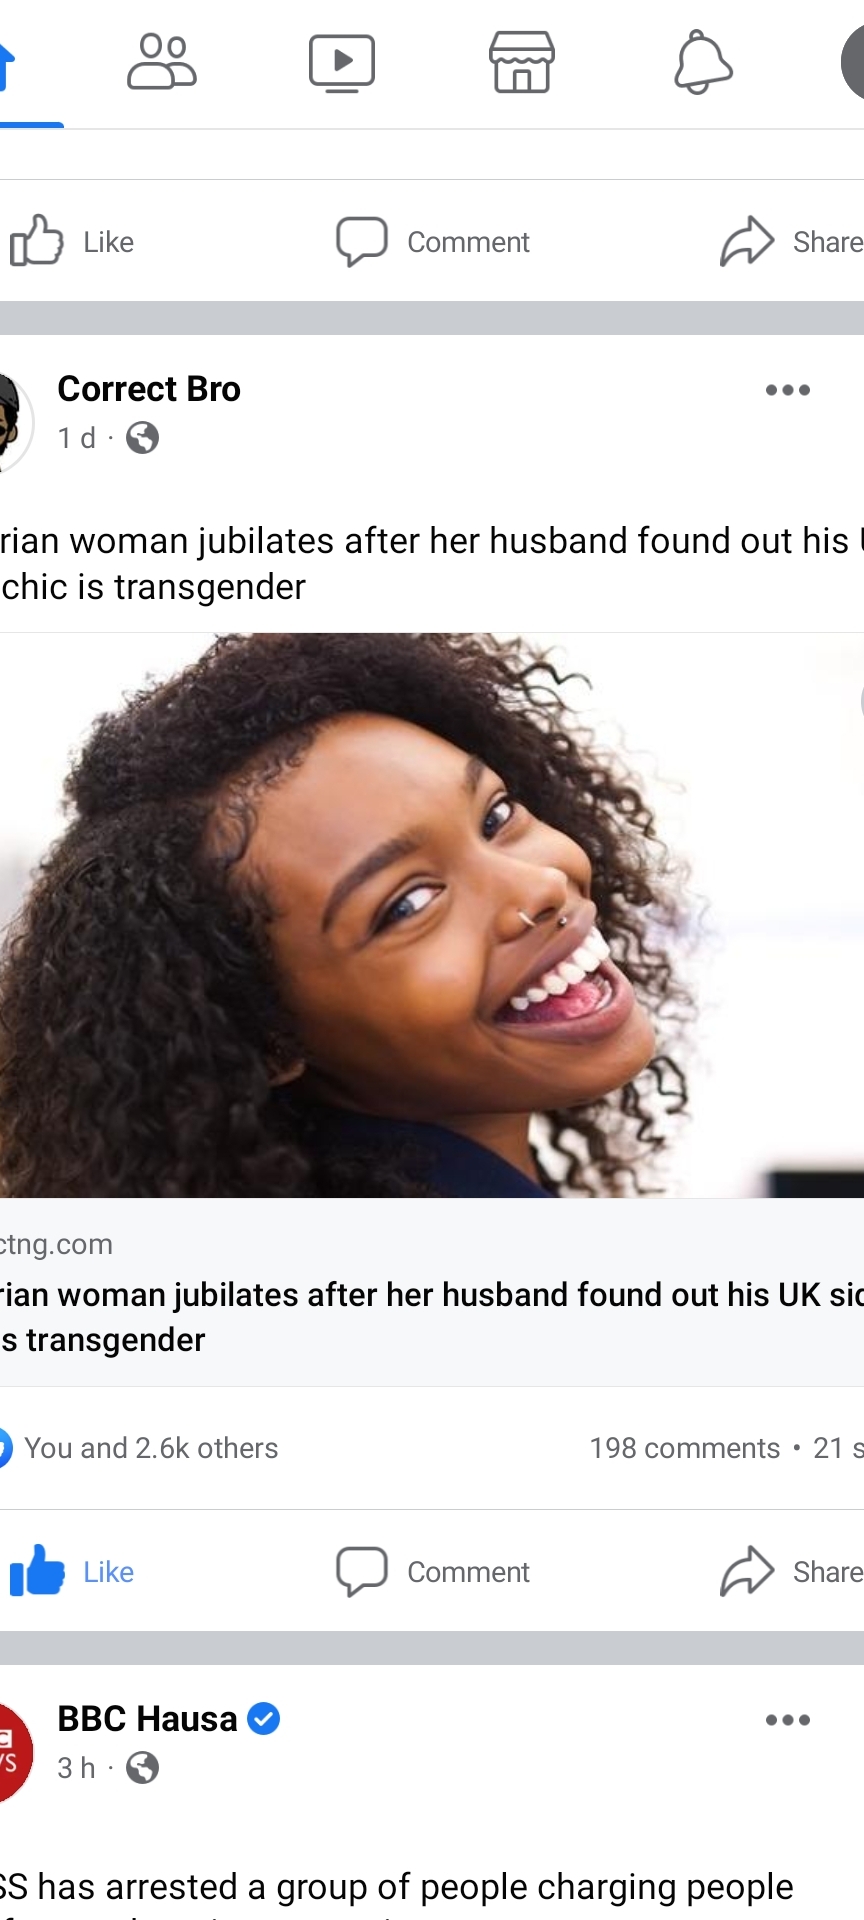 Like Comment Share
Correct Bro
1 d ·
rian woman jubilates after her husband found out his U
chic is transgender
ctng.com
rian woman jubilates after her husband found out his UK sid
s transgender
You and 2.6k others 198 comments • 21 s
Like Comment Share
BBC Hausa
3 h ·
SS has arrested a group of people charging people